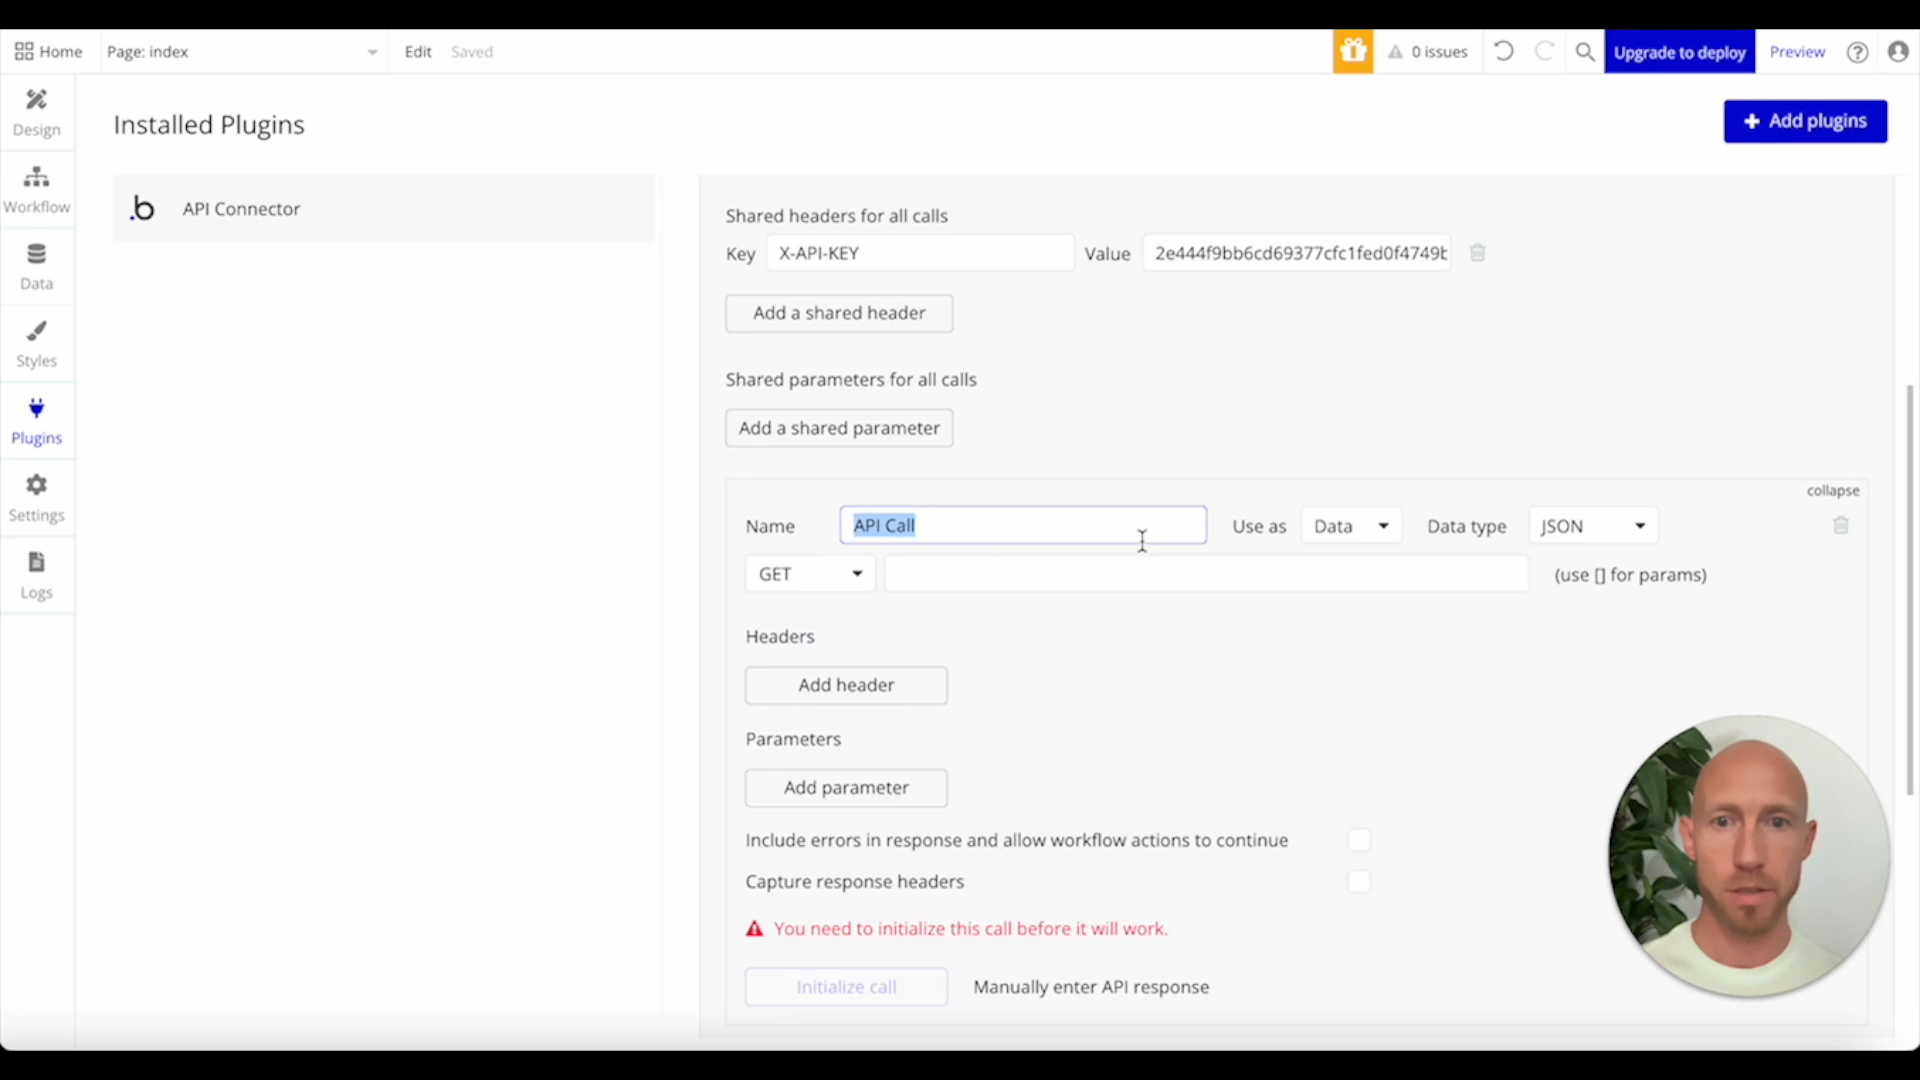 Home
Page: index
Edit
Saved
0 issues
Upgrade to deploy
Preview
?
Design
Workflow
Data
Styles
Plugins
Settings
Logs
Installed Plugins
+ Add plugins
.b API Connector
Shared headers for all calls
Key X-API-KEY Value 2e444f9bb6cd69377cfc1fed0f4749b
Add a shared header
Shared parameters for all calls
Add a shared parameter
collapse
Name API Call Use as Data Data type JSON
GET (use [] for params)
Headers
Add header
Parameters
Add parameter
Include errors in response and allow workflow actions to continue
Capture response headers
You need to initialize this call before it will work.
Initialize call Manually enter API response